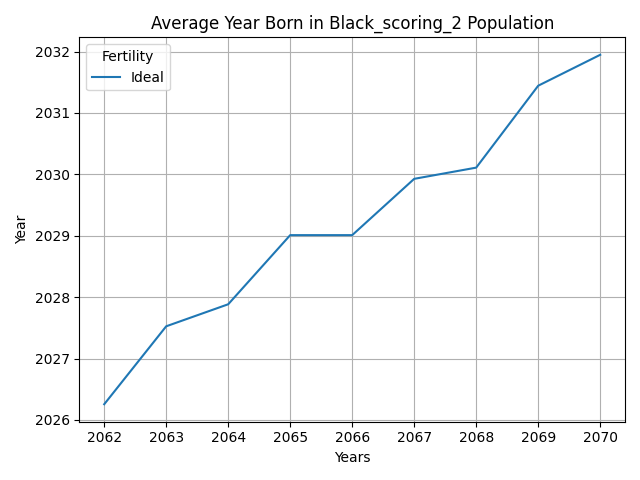 Average Year Born in Black_scoring_2 Population
Fertility
Ideal
2032
2031
2030
2029
2028
2027
2026
Year
2062 2063 2064 2065 2066 2067 2068 2069 2070
Years